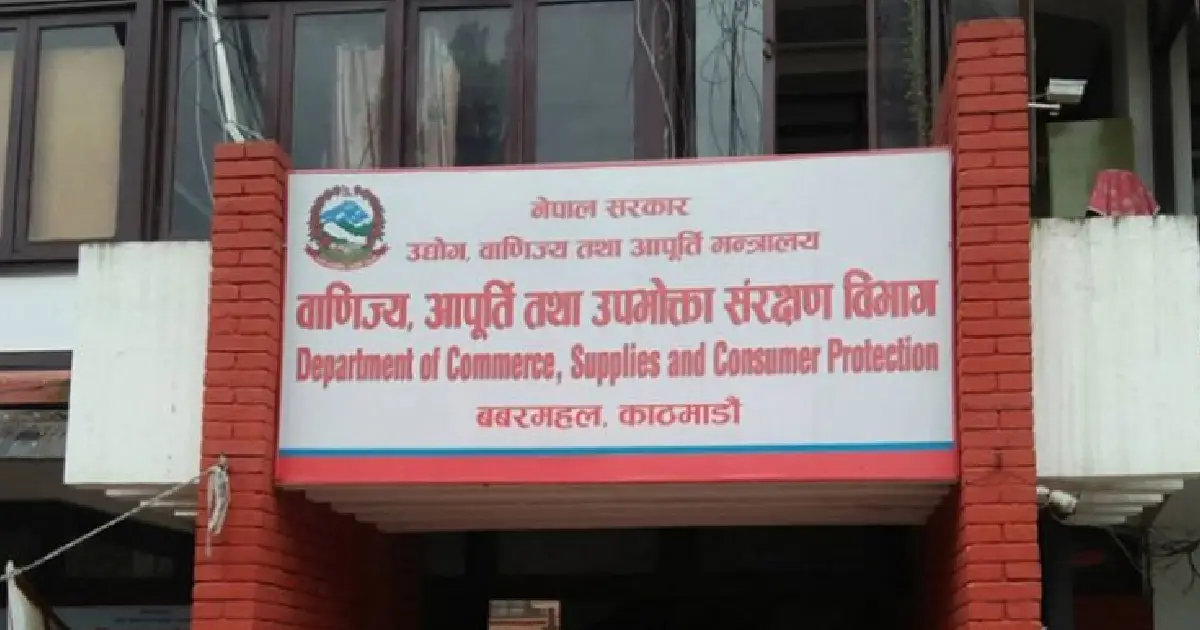 नेपाल सरकार
उद्योग, वाणिज्य तथा आपूर्ति मन्त्रालय
वाणिज्य, आपूर्ति तथा उपभोक्ता संरक्षण विभाग
Department of Commerce, Supplies and Consumer Protection
बबरमहल, काठमाडौं